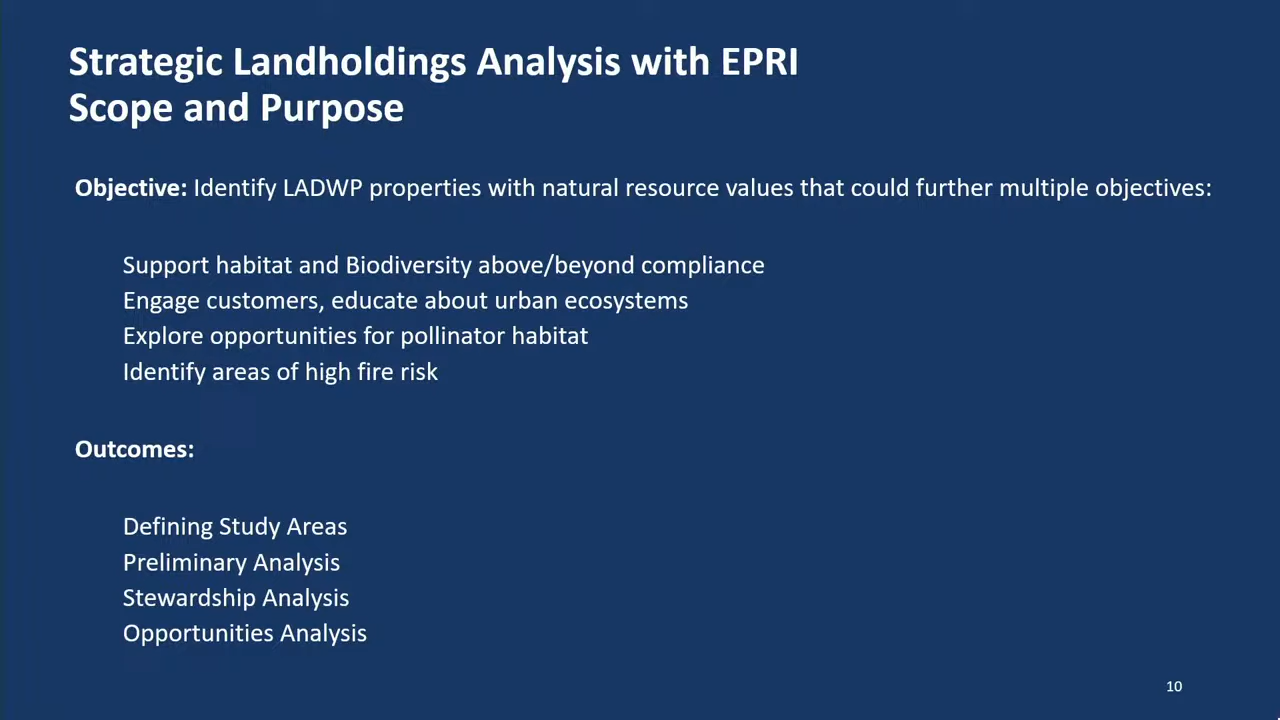 Strategic Landholdings Analysis with EPRI
Scope and Purpose
Objective: Identify LADWP properties with natural resource values that could further multiple objectives:
Support habitat and Biodiversity above/beyond compliance
Engage customers, educate about urban ecosystems
Explore opportunities for pollinator habitat
Identify areas of high fire risk
Outcomes:
Defining Study Areas
Preliminary Analysis
Stewardship Analysis
Opportunities Analysis
10